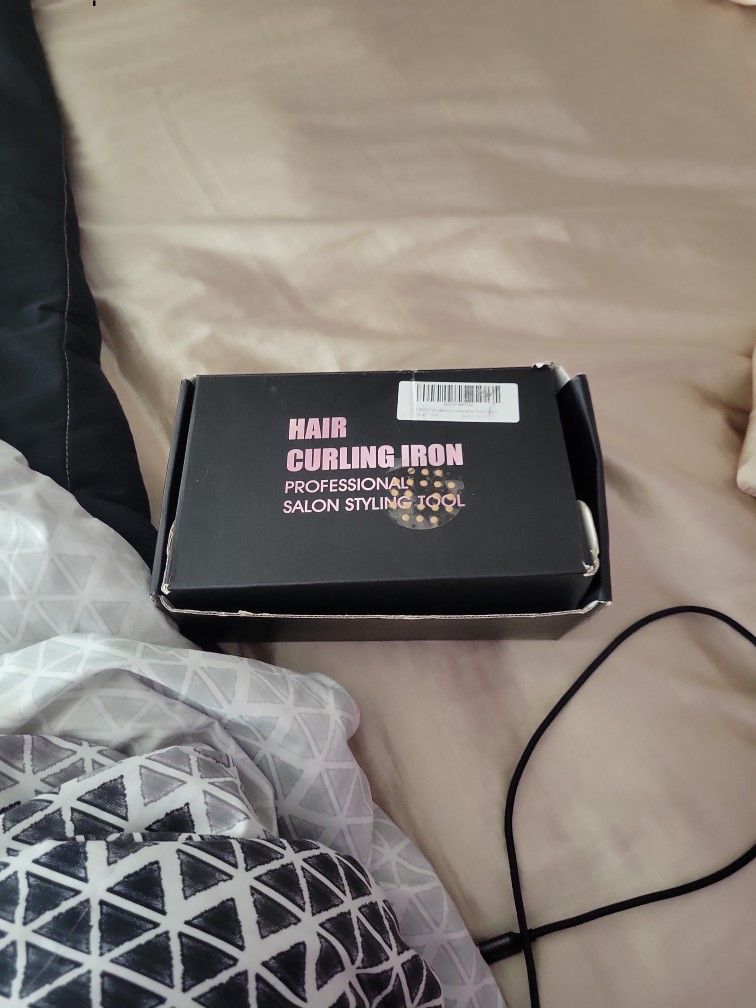 HAIR
CURLING IRON
PROFESSIONAL
SALON STYLING TOOL